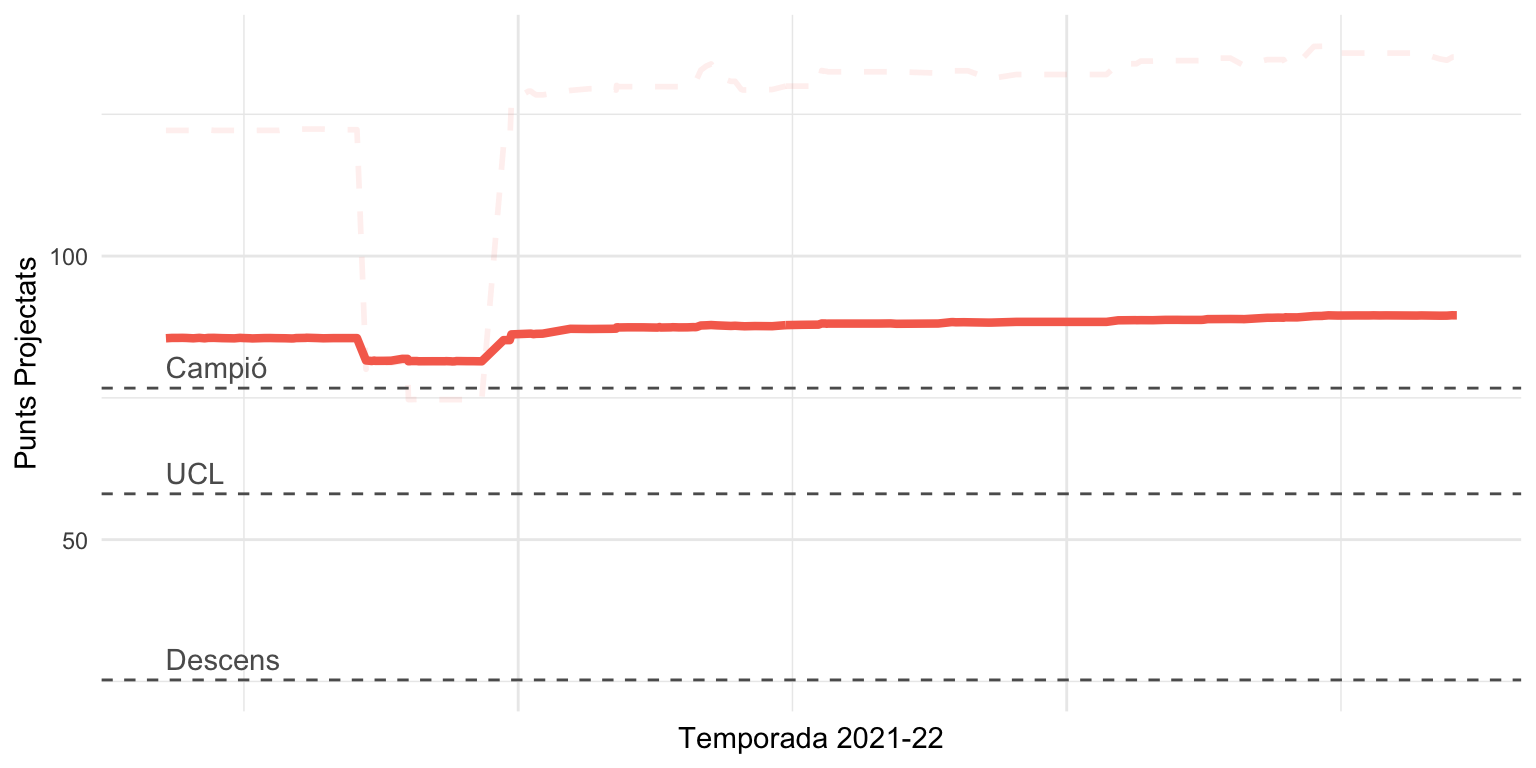 100
Campió
Punts Projectats
UCL
50
Descens
Temporada 2021-22